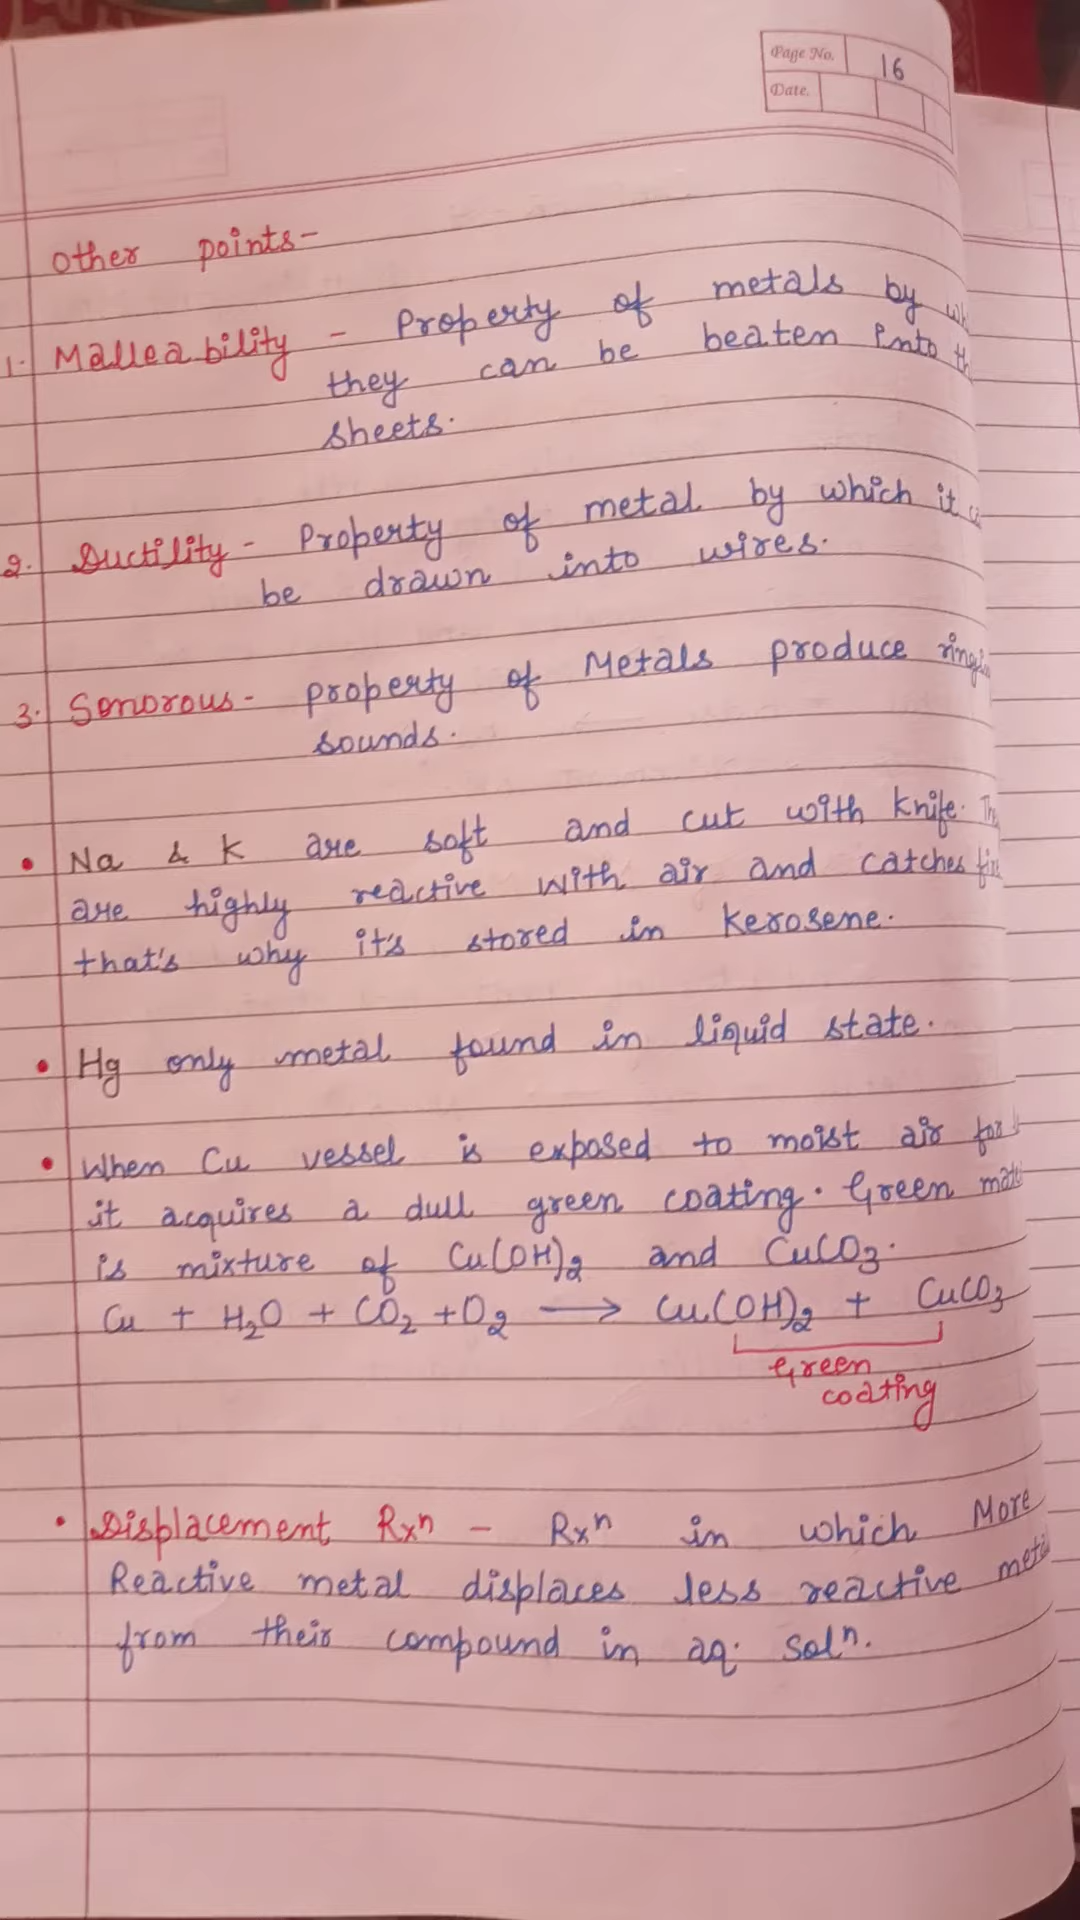 Page No. 16
Date.
Other points-
1. Malleability - Property of metals by
they can be beaten into
sheets.
2. Ductility - Property of metal by which it
be drawn into wires.
3. Sonorous - property of Metals produce
sounds.
• Na & K are soft and cut with knife.
are highly reactive with air and catches
that's why it's stored in Kerosene.
• Hg only metal found in liquid state.
• When Cu vessel is exposed to moist air for
it acquires a dull green coating. Green
is mixture of Cu(OH)2 and CuCO3.
Cu + H2O + CO2 + O2 ⟶ Cu(OH)2 + CuCO3
Green
coating
• Displacement Rxn - Rxn in which More
Reactive metal displaces less reactive
from their compound in aq. Soln.